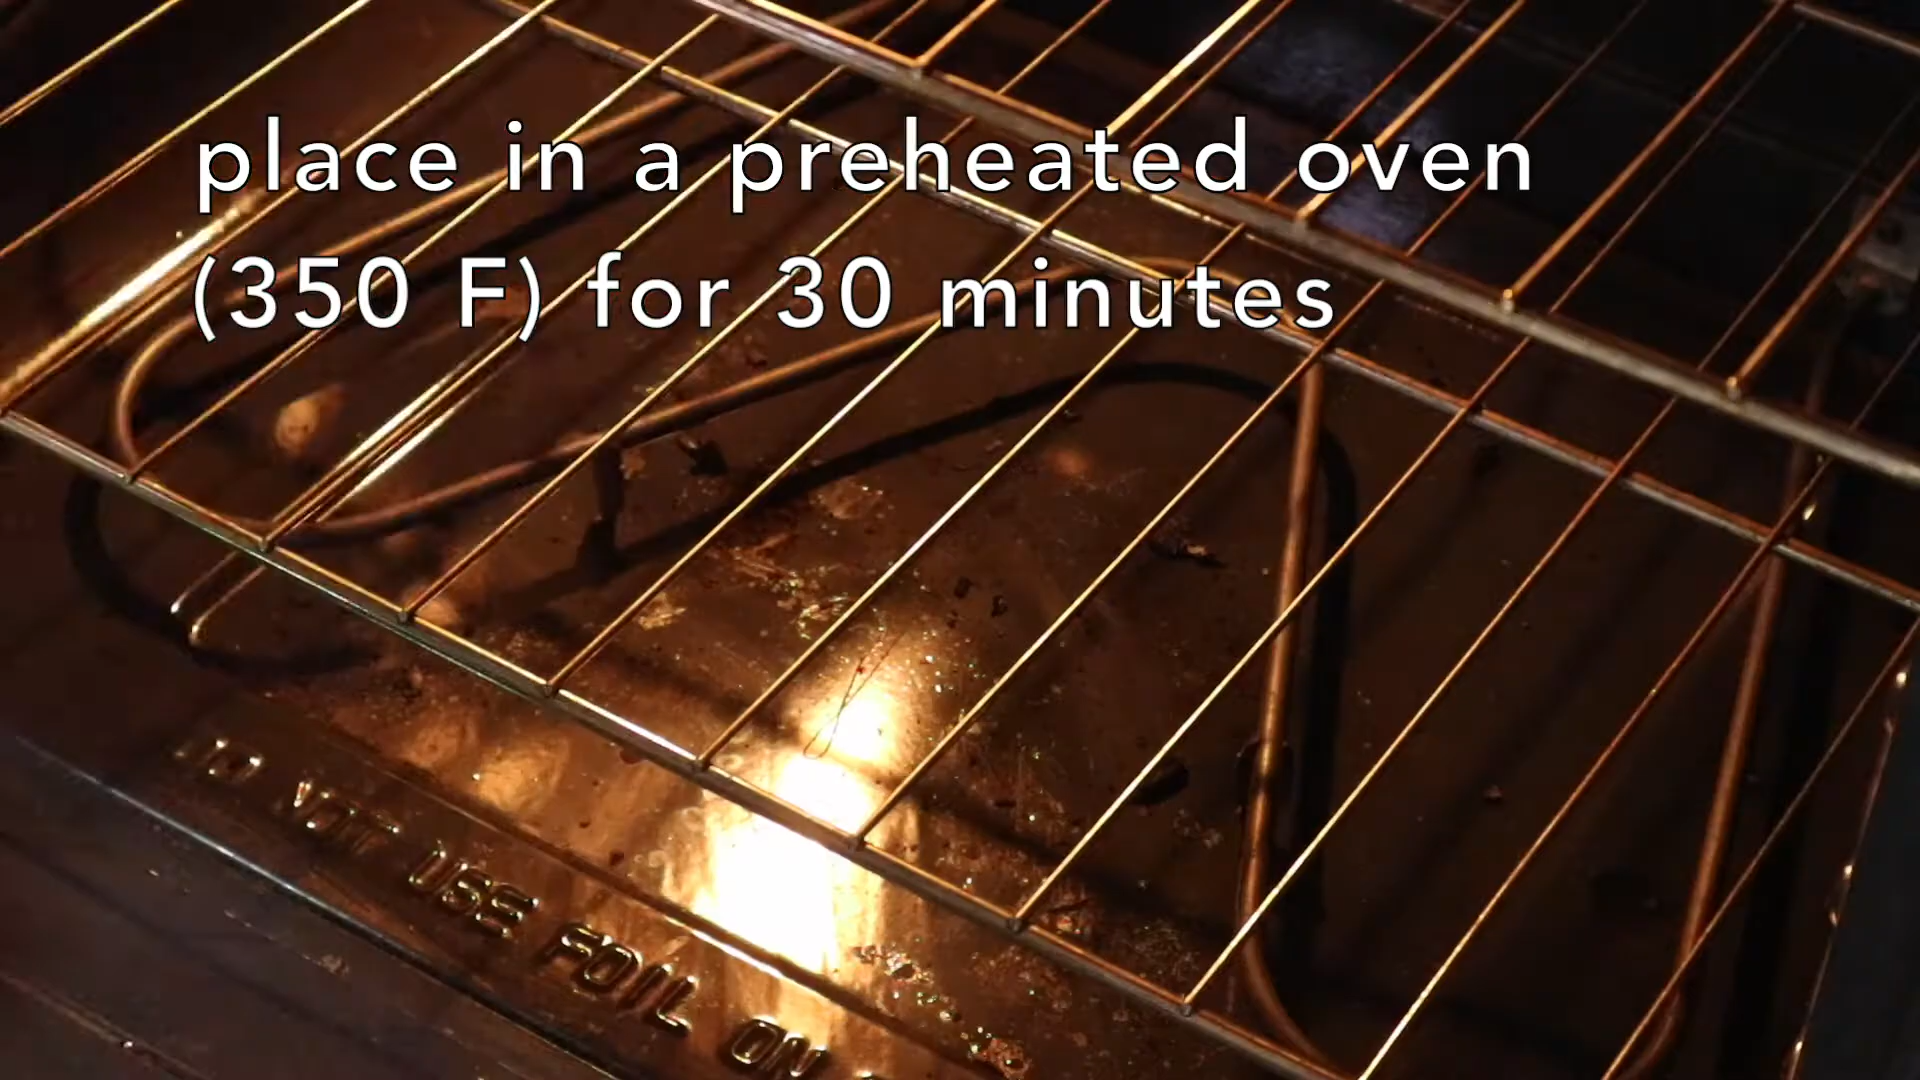 place in a preheated oven
(350 F) for 30 minutes
DO NOT USE FOIL ON